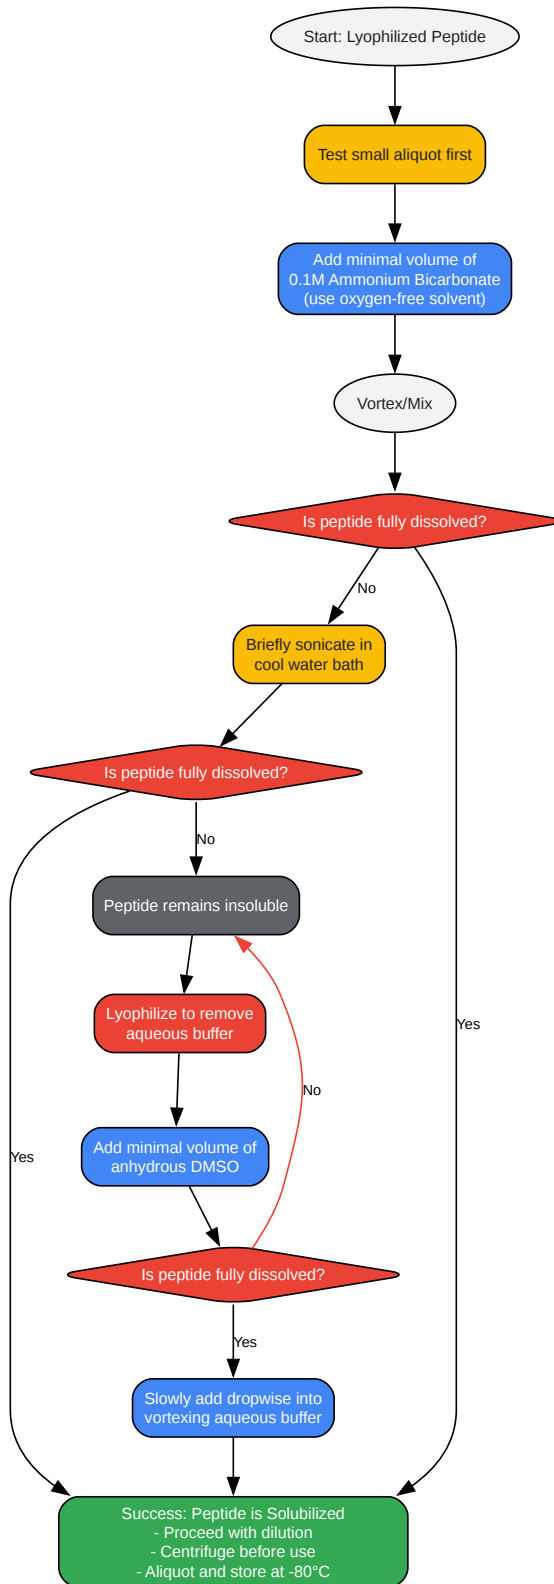 Start: Lyophilized Peptide
Test small aliquot first
Add minimal volume of
0.1M Ammonium Bicarbonate
(use oxygen-free solvent)
Vortex/Mix
Is peptide fully dissolved?
No
Briefly sonicate in
cool water bath
Is peptide fully dissolved?
No
Peptide remains insoluble
Lyophilize to remove
aqueous buffer
Yes
No
Add minimal volume of
anhydrous DMSO
Yes
Is peptide fully dissolved?
Yes
Slowly add dropwise into
vortexing aqueous buffer
Success: Peptide is Solubilized
- Proceed with dilution
- Centrifuge before use
- Aliquot and store at -80°C